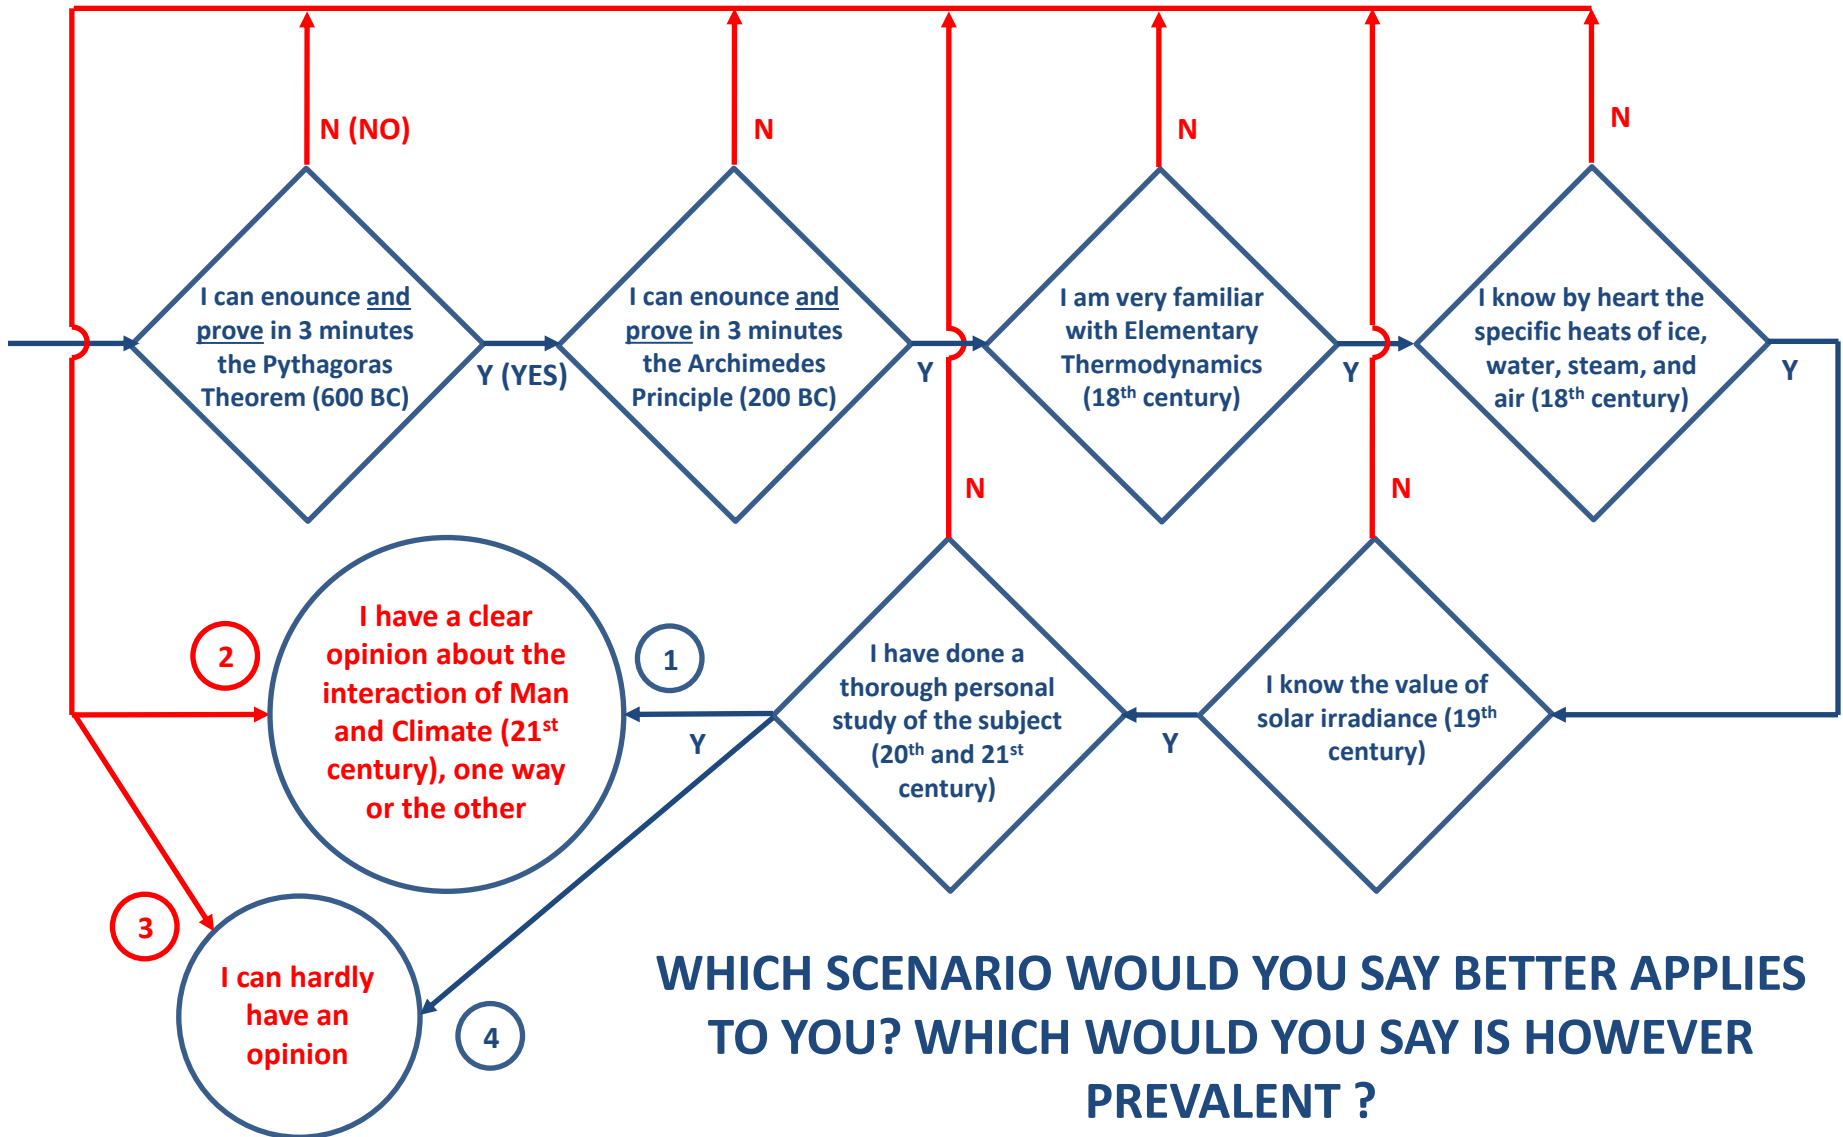 N (NO)
N
N
N
I can enounce and
prove in 3 minutes
the Pythagoras
Theorem (600 BC)
Y (YES)
I can enounce and
prove in 3 minutes
the Archimedes
Principle (200 BC)
Y
I am very familiar
with Elementary
Thermodynamics
(18th century)
Y
I know by heart the
specific heats of ice,
water, steam, and
air (18th century)
Y
N
N
I have a clear
opinion about the
interaction of Man
and Climate (21st
century), one way
or the other
2
1
Y
I have done a
thorough personal
study of the subject
(20th and 21st
century)
Y
I know the value of
solar irradiance (19th
century)
3
I can hardly
have an
opinion
4
WHICH SCENARIO WOULD YOU SAY BETTER APPLIES
TO YOU? WHICH WOULD YOU SAY IS HOWEVER
PREVALENT ?